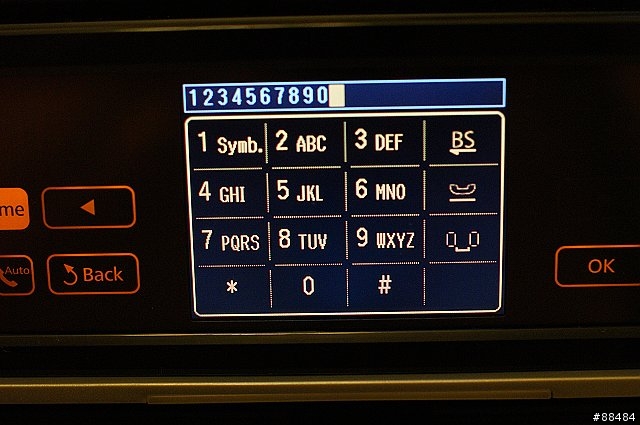 1234567890
1 Symb. 2 ABC 3 DEF BS
4 GHI 5 JKL 6 MNO
7 PQRS 8 TUV 9 WXYZ
* 0 #
me
Auto
Back
OK
#88484